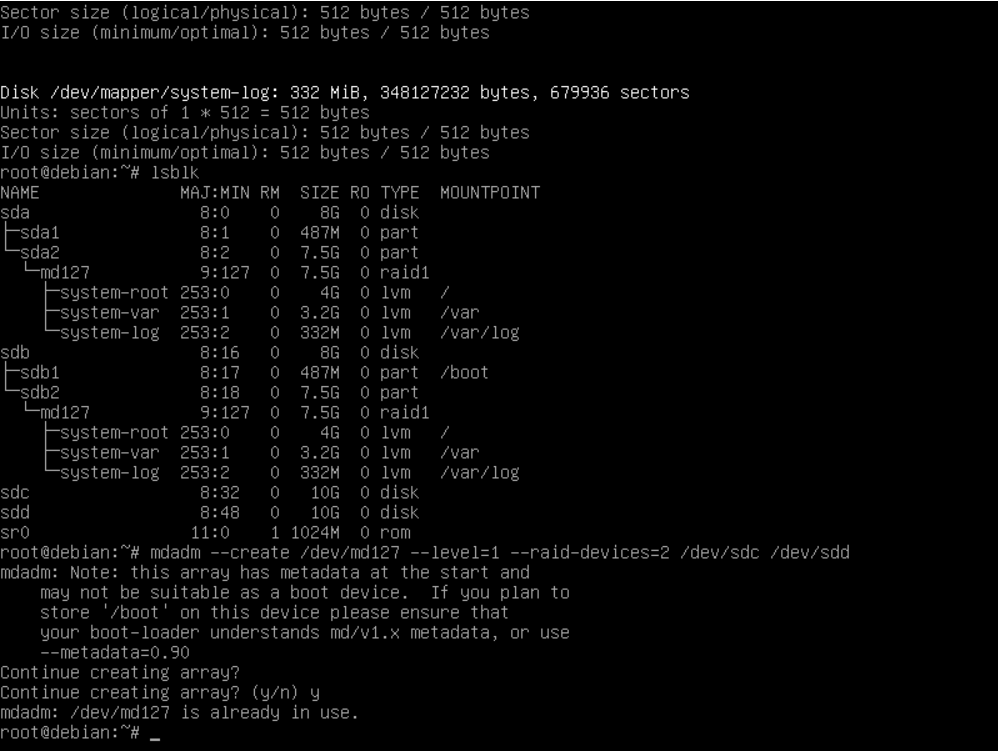 Sector size (logical/physical): 512 bytes / 512 bytes
I/O size (minimum/optimal): 512 bytes / 512 bytes
Disk /dev/mapper/system-log: 332 MiB, 348127232 bytes, 679936 sectors
Units: sectors of 1 * 512 = 512 bytes
Sector size (logical/physical): 512 bytes / 512 bytes
I/O size (minimum/optimal): 512 bytes / 512 bytes
root@debian:~# lsblk
NAME              MAJ:MIN RM  SIZE RO TYPE  MOUNTPOINT
sda                 8:0    0    8G  0 disk
├─sda1              8:1    0  487M  0 part
└─sda2              8:2    0  7.5G  0 part
  └─md127           9:127  0  7.5G  0 raid1
    ├─system-root 253:0    0    4G  0 lvm   /
    ├─system-var  253:1    0  3.2G  0 lvm   /var
    └─system-log  253:2    0  332M  0 lvm   /var/log
sdb                 8:16   0    8G  0 disk
├─sdb1              8:17   0  487M  0 part  /boot
└─sdb2              8:18   0  7.5G  0 part
  └─md127           9:127  0  7.5G  0 raid1
    ├─system-root 253:0    0    4G  0 lvm   /
    ├─system-var  253:1    0  3.2G  0 lvm   /var
    └─system-log  253:2    0  332M  0 lvm   /var/log
sdc                 8:32   0   10G  0 disk
sdd                 8:48   0   10G  0 disk
sr0                11:0    1 1024M  0 rom
root@debian:~# mdadm --create /dev/md127 --level=1 --raid-devices=2 /dev/sdc /dev/sdd
mdadm: Note: this array has metadata at the start and
    may not be suitable as a boot device.  If you plan to
    store '/boot' on this device please ensure that
    your boot-loader understands md/v1.x metadata, or use
    --metadata=0.90
Continue creating array?
Continue creating array? (y/n) y
mdadm: /dev/md127 is already in use.
root@debian:~# _